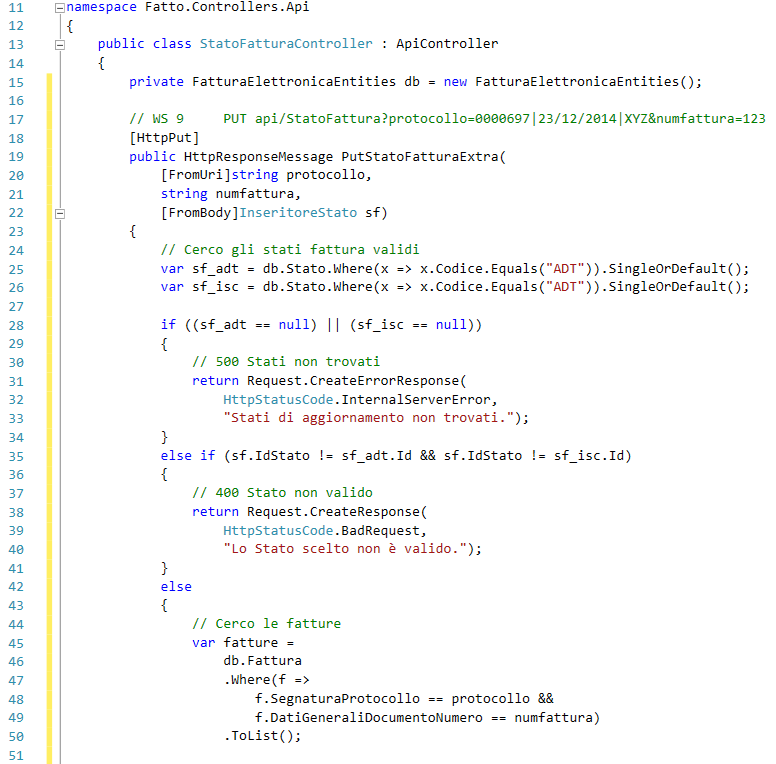 11 namespace Fatto.Controllers.Api
12 {
13     public class StatoFatturaController : ApiController
14     {
15         private FatturaElettronicaEntities db = new FatturaElettronicaEntities();
16
17         // WS 9     PUT api/StatoFattura?protocollo=0000697|23/12/2014|XYZ&numfattura=123
18         [HttpPut]
19         public HttpResponseMessage PutStatoFatturaExtra(
20             [FromUri]string protocollo,
21             string numfattura,
22             [FromBody]InseritoreStato sf)
23         {
24             // Cerco gli stati fattura validi
25             var sf_adt = db.Stato.Where(x => x.Codice.Equals("ADT")).SingleOrDefault();
26             var sf_isc = db.Stato.Where(x => x.Codice.Equals("ADT")).SingleOrDefault();
27
28             if ((sf_adt == null) || (sf_isc == null))
29             {
30                 // 500 Stati non trovati
31                 return Request.CreateErrorResponse(
32                     HttpStatusCode.InternalServerError,
33                     "Stati di aggiornamento non trovati.");
34             }
35             else if (sf.IdStato != sf_adt.Id && sf.IdStato != sf_isc.Id)
36             {
37                 // 400 Stato non valido
38                 return Request.CreateResponse(
39                     HttpStatusCode.BadRequest,
40                     "Lo Stato scelto non è valido.");
41             }
42             else
43             {
44                 // Cerco le fatture
45                 var fatture =
46                     db.Fattura
47                     .Where(f =>
48                         f.SegnaturaProtocollo == protocollo &&
49                         f.DatiGeneraliDocumentoNumero == numfattura)
50                     .ToList();
51